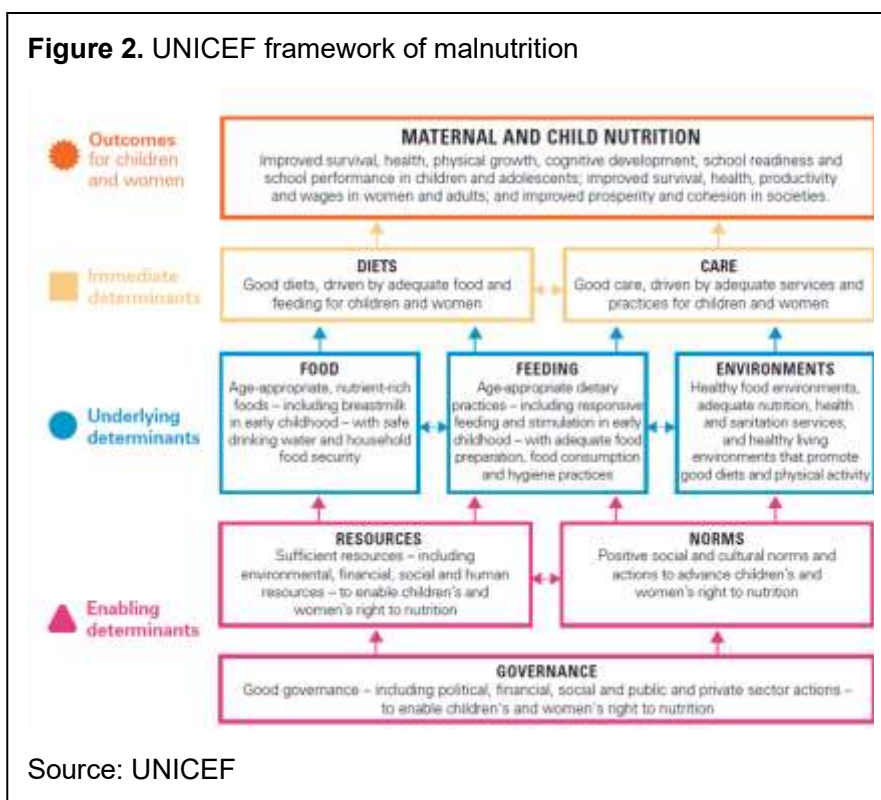 Figure 2. UNICEF framework of malnutrition
Outcomes
for children
and women
MATERNAL AND CHILD NUTRITION
Improved survival, health, physical growth, cognitive development, school readiness and
school performance in children and adolescents; improved survival, health, productivity
and wages in women and adults; and improved prosperity and cohesion in societies.
Immediate
determinants
DIETS
Good diets, driven by adequate food and
feeding for children and women
CARE
Good care, driven by adequate services and
practices for children and women
Underlying
determinants
FOOD
Age-appropriate, nutrient-rich
foods – including breastmilk
in early childhood – with safe
drinking water and household
food security
FEEDING
Age-appropriate dietary
practices – including responsive
feeding and stimulation in early
childhood – with adequate food
preparation, food consumption
and hygiene practices
ENVIRONMENTS
Healthy food environments,
adequate nutrition, health
and sanitation services,
and healthy living
environments that promote
good diets and physical activity
Enabling
determinants
RESOURCES
Sufficient resources – including
environmental, financial, social and human
resources – to enable children's and
women's right to nutrition
NORMS
Positive social and cultural norms and
actions to advance children's and
women's right to nutrition
GOVERNANCE
Good governance – including political, financial, social and public and private sector actions –
to enable children's and women's right to nutrition
Source: UNICEF